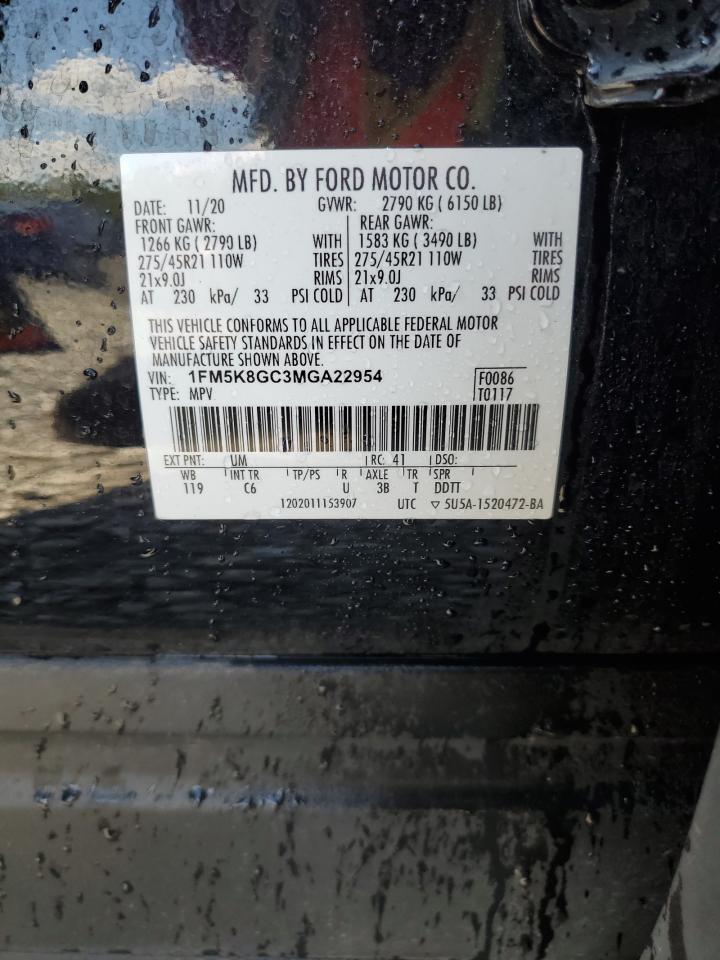 MFD. BY FORD MOTOR CO.
DATE: 11/20 GVWR: 2790 KG ( 6150 LB)
FRONT GAWR: REAR GAWR:
1266 KG ( 2790 LB) WITH 1583 KG ( 3490 LB) WITH
275/45R21 110W TIRES 275/45R21 110W TIRES
21x9.0J RIMS 21x9.0J RIMS
AT 230 kPa/ 33 PSI COLD AT 230 kPa/ 33 PSI COLD
THIS VEHICLE CONFORMS TO ALL APPLICABLE FEDERAL MOTOR
VEHICLE SAFETY STANDARDS IN EFFECT ON THE DATE OF
MANUFACTURE SHOWN ABOVE.
VIN: 1FM5K8GC3MGA22954 F0086
TYPE: MPV T0117
EXT PNT: UM RC: 41 DSO:
WB INT TR TP/PS R AXLE TR SPR
119 C6 U 3B T DDTT
1202011153907 UTC ▽ 5U5A-1520472-BA